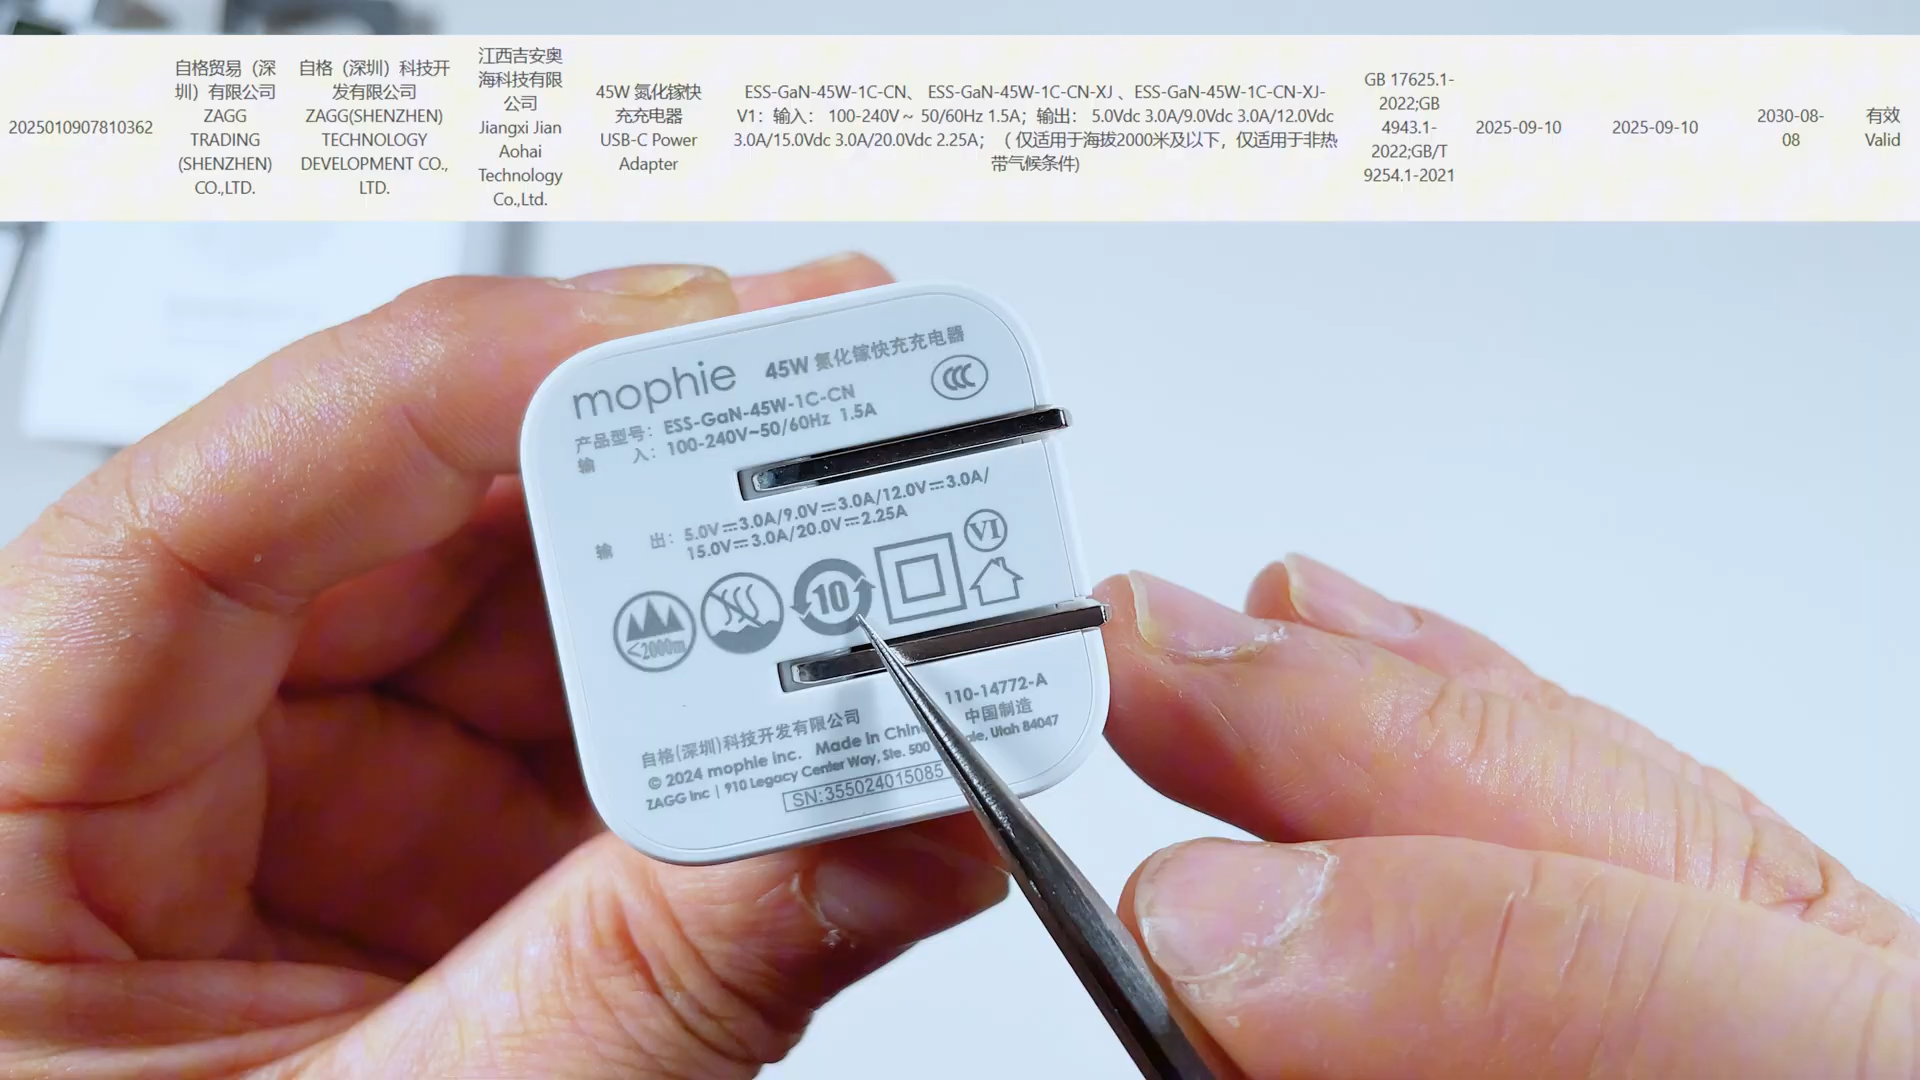 2025010907810362
自格贸易（深
圳）有限公司
ZAGG
TRADING
(SHENZHEN)
CO.,LTD.
自格（深圳）科技开
发有限公司
ZAGG(SHENZHEN)
TECHNOLOGY
DEVELOPMENT CO.,
LTD.
江西吉安奥
海科技有限
公司
Jiangxi Jian
Aohai
Technology
Co.,Ltd.
45W 氮化镓快
充充电器
USB-C Power
Adapter
ESS-GaN-45W-1C-CN、 ESS-GaN-45W-1C-CN-XJ 、ESS-GaN-45W-1C-CN-XJ-
V1：输入： 100-240V～ 50/60Hz 1.5A；输出： 5.0Vdc 3.0A/9.0Vdc 3.0A/12.0Vdc
3.0A/15.0Vdc 3.0A/20.0Vdc 2.25A； （ 仅适用于海拔2000米及以下，仅适用于非热
带气候条件)
GB 17625.1-
2022;GB
4943.1-
2022;GB/T
9254.1-2021
2025-09-10
2025-09-10
2030-08-
08
有效
Valid
mophie 45W 氮化镓快充充电器
CCC
产品型号： ESS-GaN-45W-1C-CN
输 入： 100-240V~50/60Hz 1.5A
输 出： 5.0V⎓3.0A/9.0V⎓3.0A/12.0V⎓3.0A/
15.0V⎓3.0A/20.0V⎓2.25A
VI
<2000m
10
110-14772-A
自格(深圳)科技开发有限公司 中国制造
© 2024 mophie inc. Made in
ZAGG Inc | 910 Legacy Center Way, Ste. 500 Utah 84047
SN:355024015085